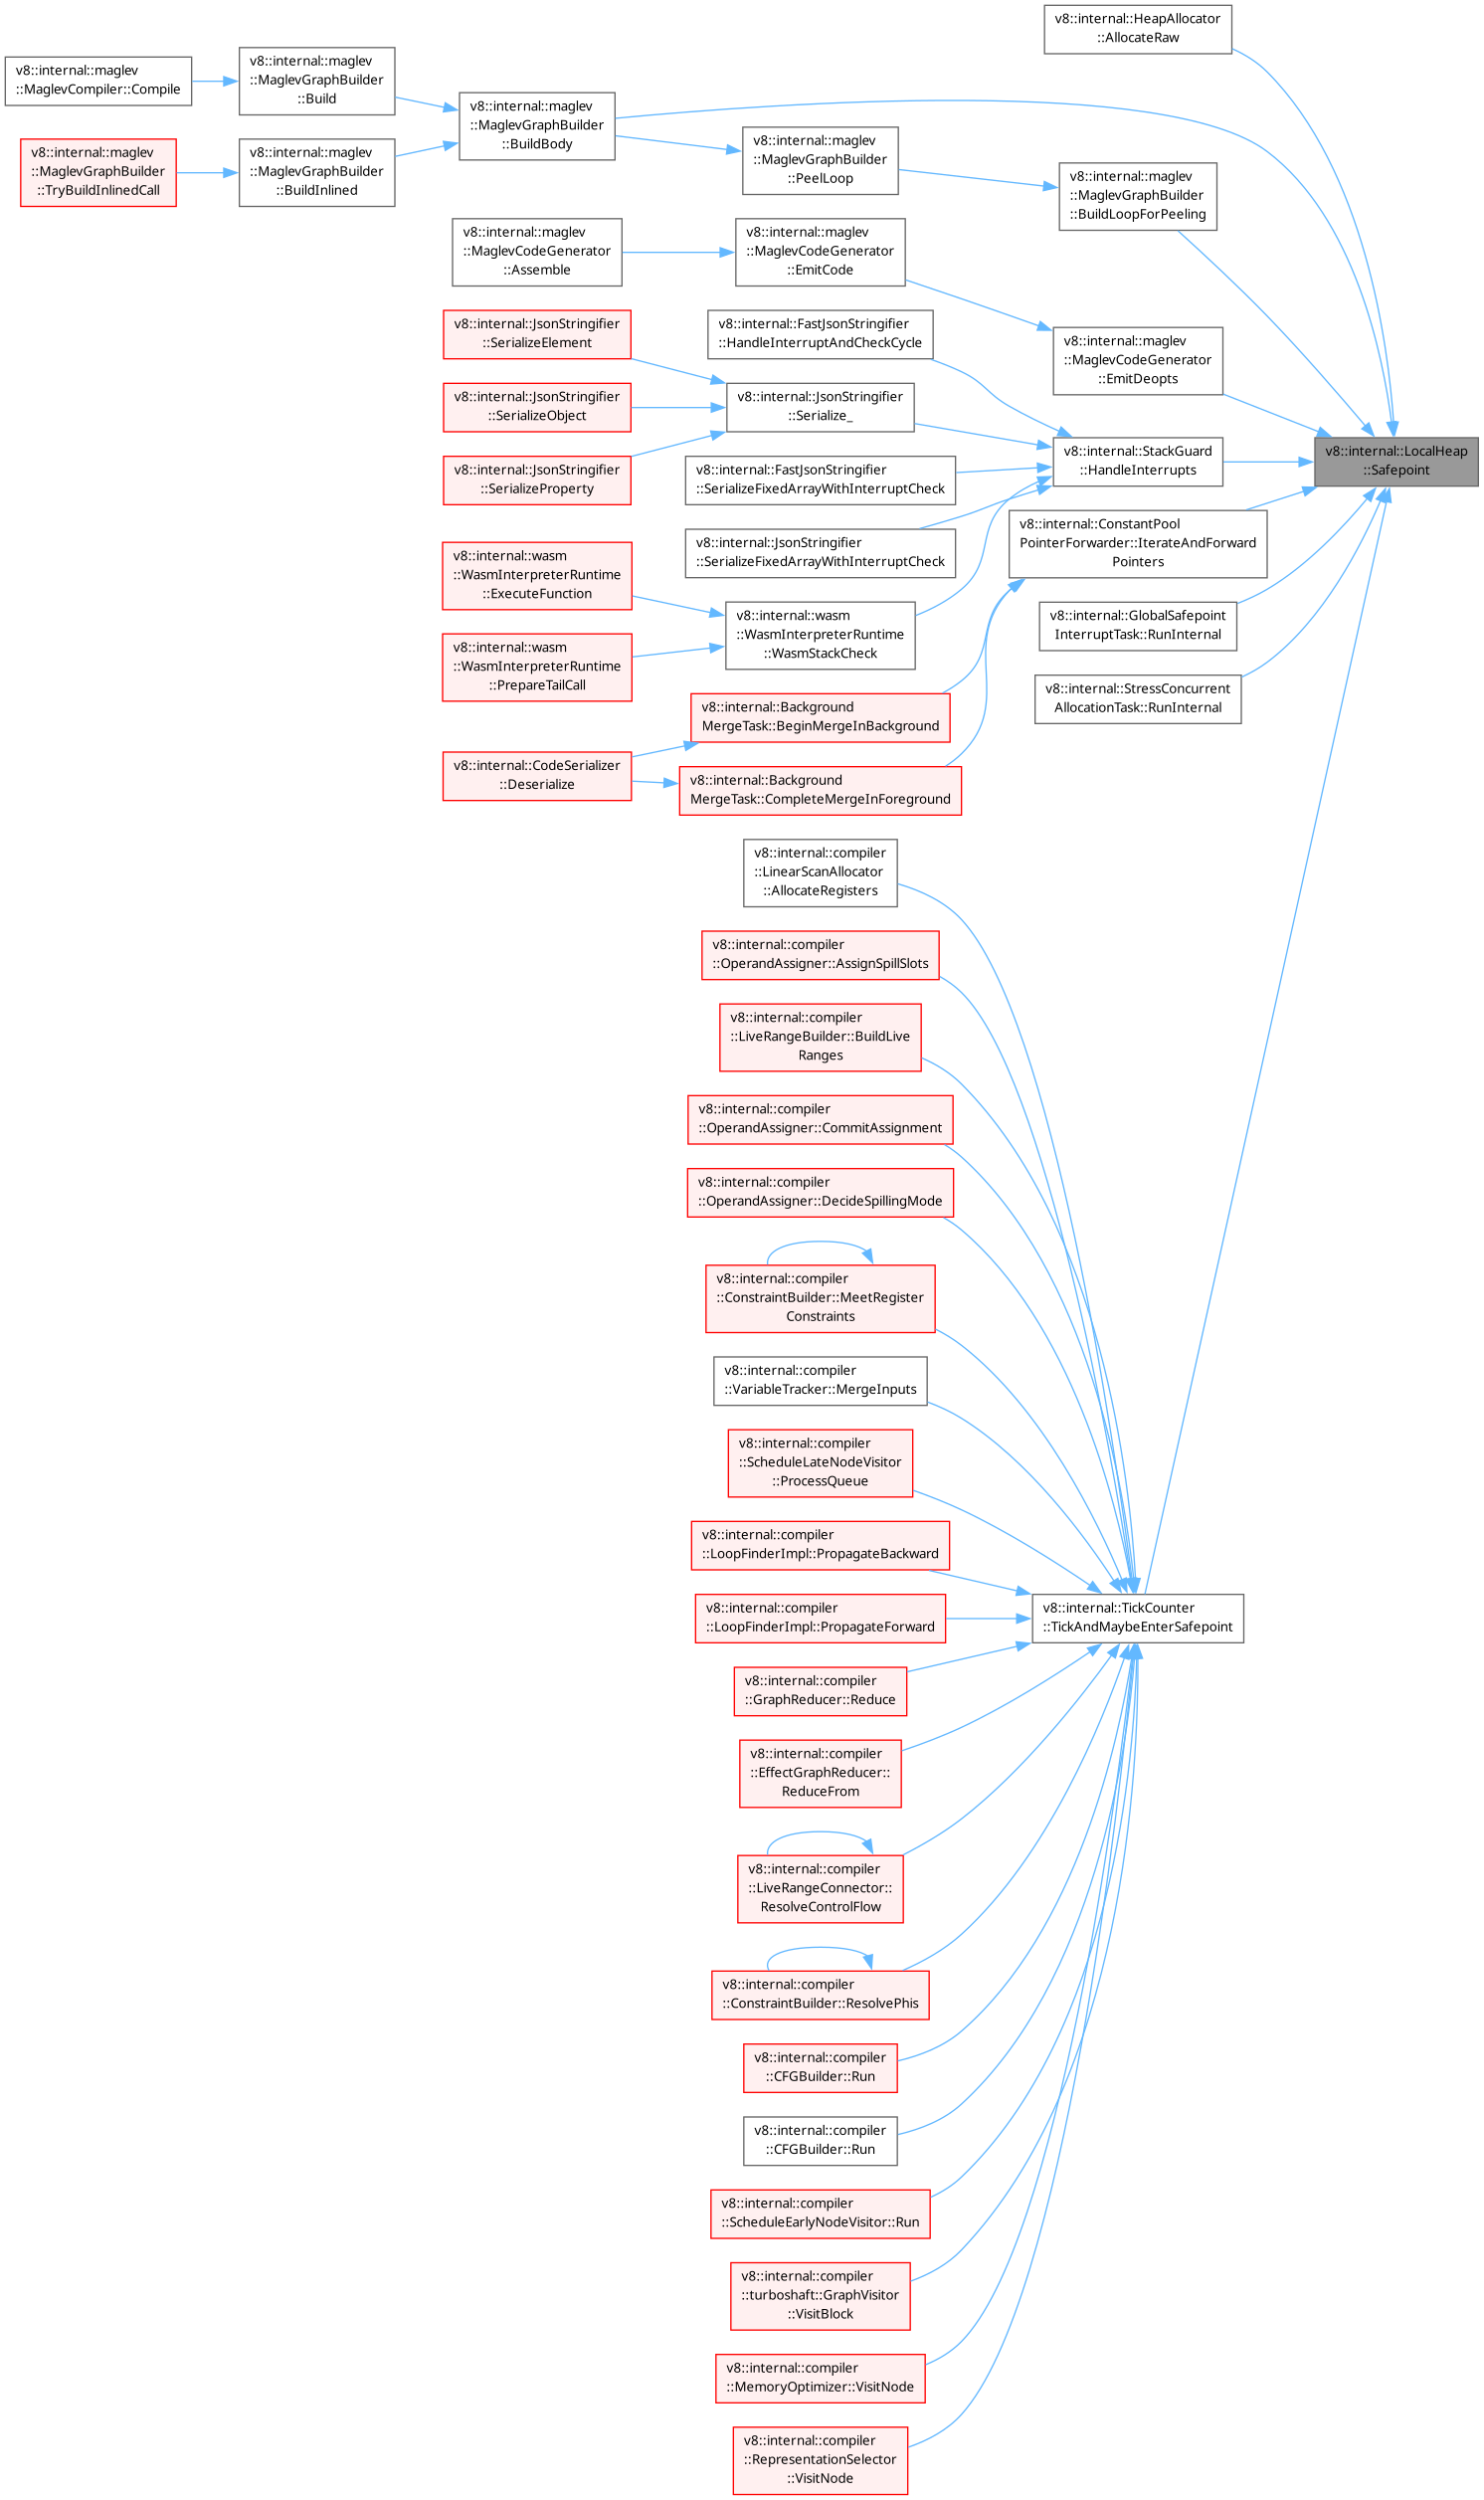 v8::internal::HeapAllocator
::AllocateRaw
v8::internal::maglev
::MaglevCompiler::Compile
v8::internal::maglev
::MaglevGraphBuilder
::Build
v8::internal::maglev
::MaglevGraphBuilder
::BuildBody
v8::internal::maglev
::MaglevGraphBuilder
::TryBuildInlinedCall
v8::internal::maglev
::MaglevGraphBuilder
::BuildInlined
v8::internal::maglev
::MaglevGraphBuilder
::PeelLoop
v8::internal::maglev
::MaglevGraphBuilder
::BuildLoopForPeeling
v8::internal::maglev
::MaglevCodeGenerator
::Assemble
v8::internal::maglev
::MaglevCodeGenerator
::EmitCode
v8::internal::JsonStringifier
::SerializeElement
v8::internal::FastJsonStringifier
::HandleInterruptAndCheckCycle
v8::internal::maglev
::MaglevCodeGenerator
::EmitDeopts
v8::internal::JsonStringifier
::SerializeObject
v8::internal::JsonStringifier
::Serialize_
v8::internal::StackGuard
::HandleInterrupts
v8::internal::LocalHeap
::Safepoint
v8::internal::JsonStringifier
::SerializeProperty
v8::internal::FastJsonStringifier
::SerializeFixedArrayWithInterruptCheck
v8::internal::ConstantPool
PointerForwarder::IterateAndForward
Pointers
v8::internal::JsonStringifier
::SerializeFixedArrayWithInterruptCheck
v8::internal::wasm
::WasmInterpreterRuntime
::ExecuteFunction
v8::internal::wasm
::WasmInterpreterRuntime
::WasmStackCheck
v8::internal::GlobalSafepoint
InterruptTask::RunInternal
v8::internal::wasm
::WasmInterpreterRuntime
::PrepareTailCall
v8::internal::StressConcurrent
AllocationTask::RunInternal
v8::internal::Background
MergeTask::BeginMergeInBackground
v8::internal::CodeSerializer
::Deserialize
v8::internal::Background
MergeTask::CompleteMergeInForeground
v8::internal::compiler
::LinearScanAllocator
::AllocateRegisters
v8::internal::compiler
::OperandAssigner::AssignSpillSlots
v8::internal::compiler
::LiveRangeBuilder::BuildLive
Ranges
v8::internal::compiler
::OperandAssigner::CommitAssignment
v8::internal::compiler
::OperandAssigner::DecideSpillingMode
v8::internal::compiler
::ConstraintBuilder::MeetRegister
Constraints
v8::internal::compiler
::VariableTracker::MergeInputs
v8::internal::compiler
::ScheduleLateNodeVisitor
::ProcessQueue
v8::internal::compiler
::LoopFinderImpl::PropagateBackward
v8::internal::compiler
::LoopFinderImpl::PropagateForward
v8::internal::TickCounter
::TickAndMaybeEnterSafepoint
v8::internal::compiler
::GraphReducer::Reduce
v8::internal::compiler
::EffectGraphReducer::
ReduceFrom
v8::internal::compiler
::LiveRangeConnector::
ResolveControlFlow
v8::internal::compiler
::ConstraintBuilder::ResolvePhis
v8::internal::compiler
::CFGBuilder::Run
v8::internal::compiler
::CFGBuilder::Run
v8::internal::compiler
::ScheduleEarlyNodeVisitor::Run
v8::internal::compiler
::turboshaft::GraphVisitor
::VisitBlock
v8::internal::compiler
::MemoryOptimizer::VisitNode
v8::internal::compiler
::RepresentationSelector
::VisitNode